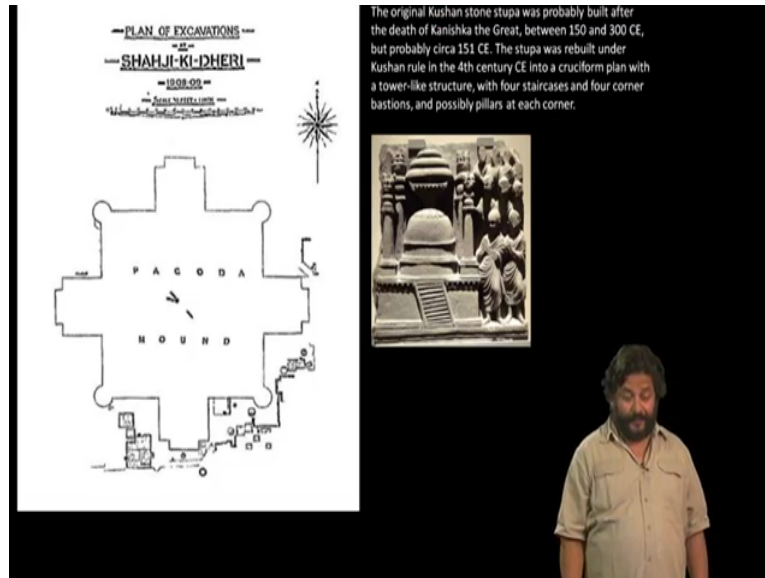 PLAN OF EXCAVATIONS
AT
SHAHJI-KI-DHERI
1908-09
PAGODA
MOUND
The original Kushan stone stupa was probably built after
the death of Kanishka the Great, between 150 and 300 CE,
but probably circa 151 CE. The stupa was rebuilt under
Kushan rule in the 4th century CE into a cruciform plan with
a tower-like structure, with four staircases and four corner
bastions, and possibly pillars at each corner.